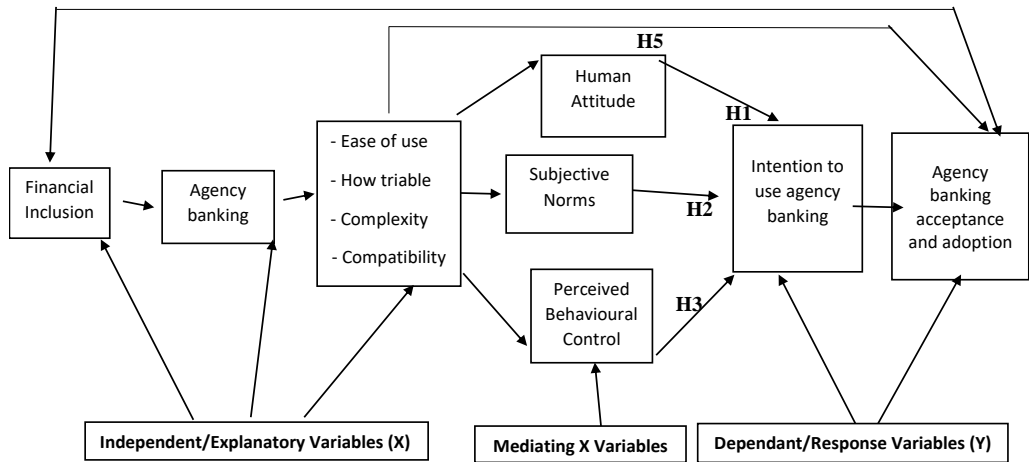 H5
Human
Attitude
H1
Financial
Inclusion
Agency
banking
- Ease of use
- How triable
- Complexity
- Compatibility
Subjective
Norms
H2
Perceived
Behavioural
Control
H3
Intention to
use agency
banking
Agency
banking
acceptance
and adoption
Independent/Explanatory Variables (X)
Mediating X Variables
Dependant/Response Variables (Y)